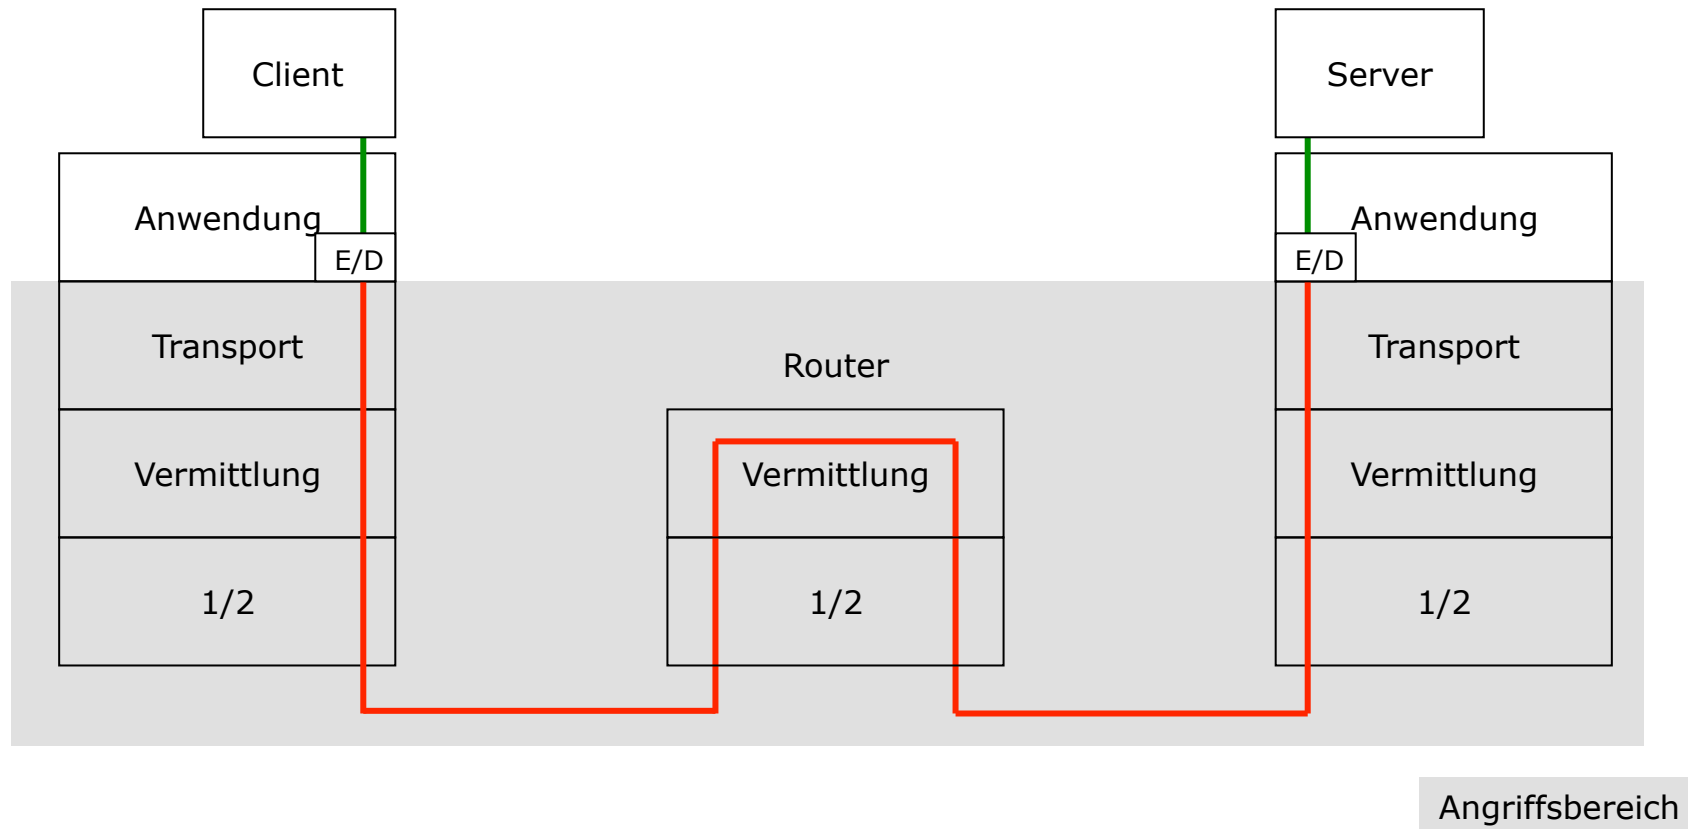 Client
Server
Anwendung
Anwendung
E/D
E/D
Transport
Router
Transport
Vermittlung
Vermittlung
Vermittlung
1/2
1/2
1/2
Angriffsbereich